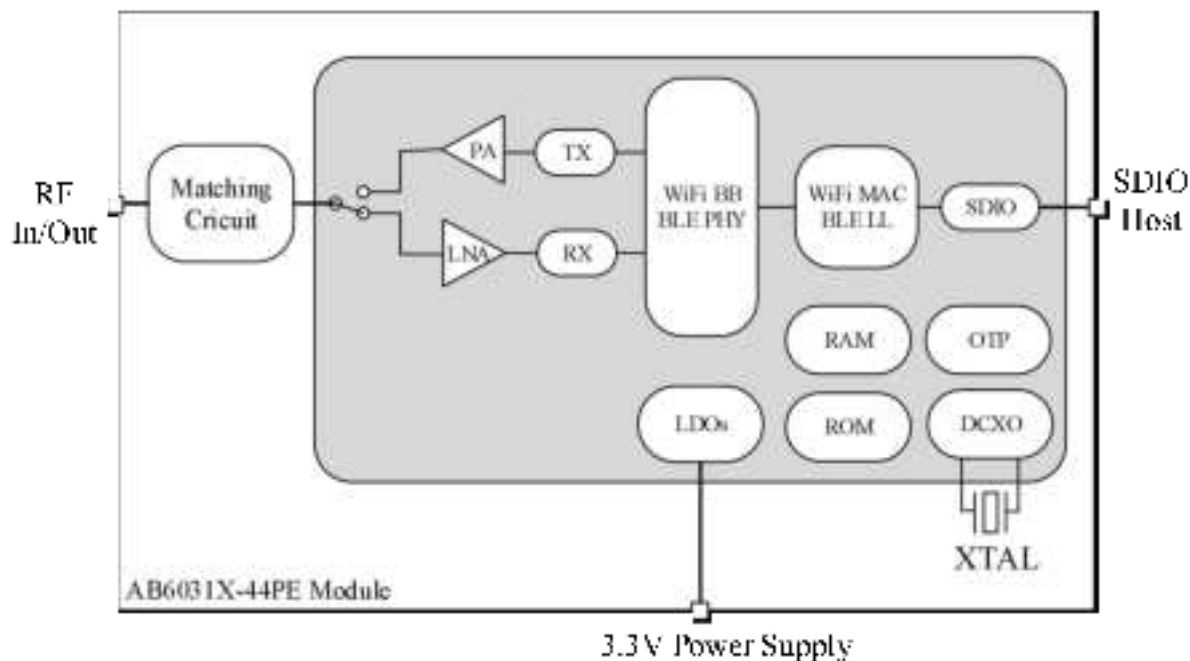 RF
In/Out
Matching
Cricuit
PA
TX
LNA
RX
WiFi BB
BLE PHY
WiFi MAC
BLE LL
SDIO
SDIO
Host
RAM
OTP
LDOs
ROM
DCXO
XTAL
AB6031X-44PE Module
3.3V Power Supply